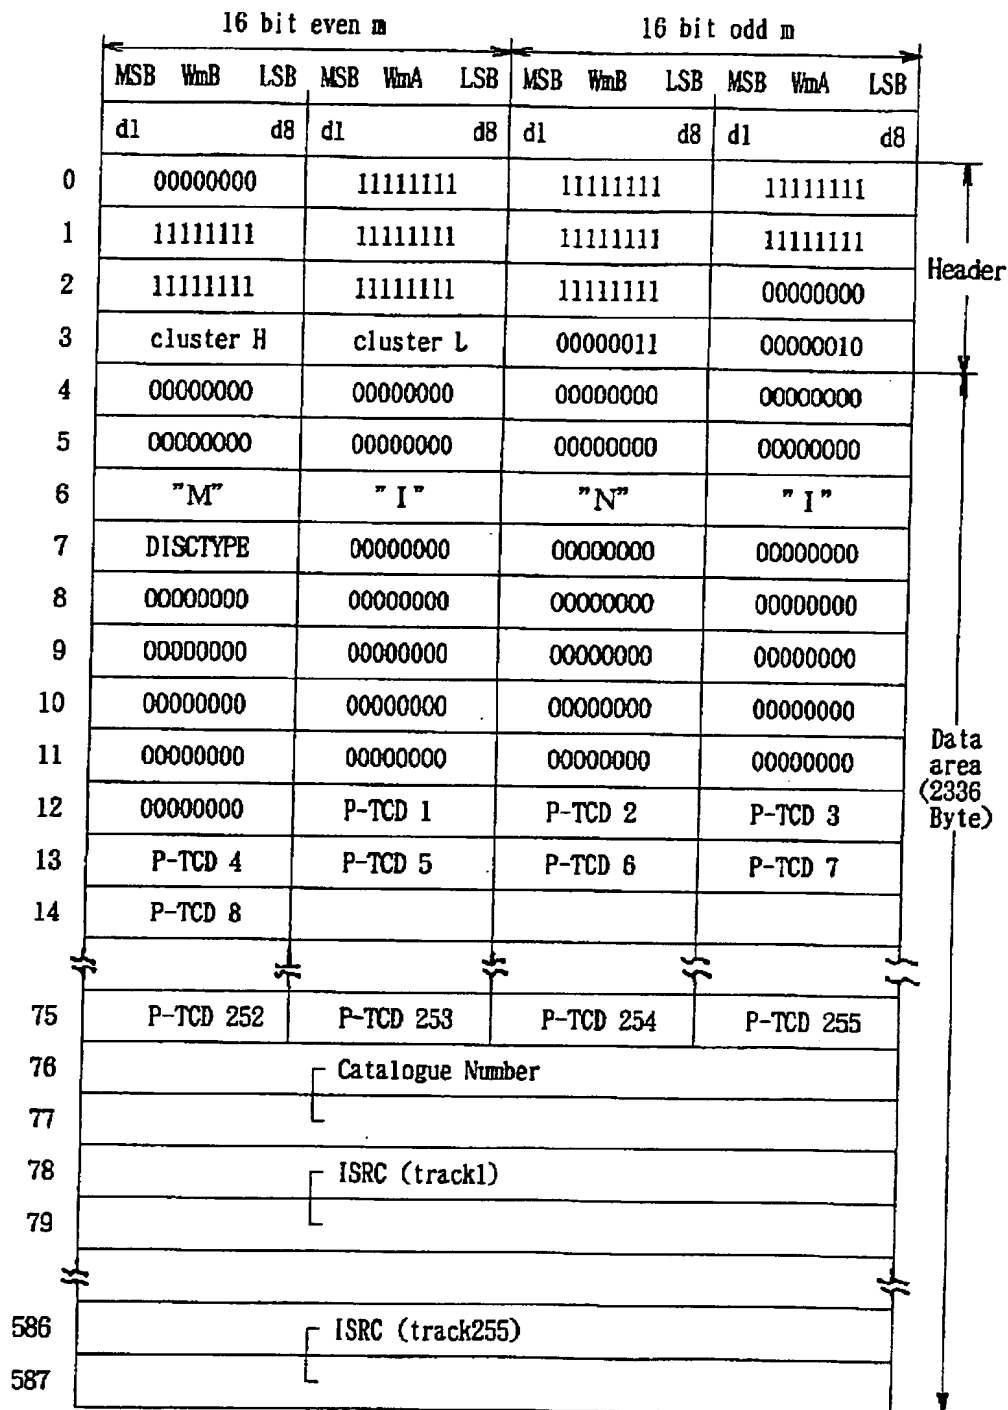 16 bit even m 16 bit odd m
MSB WmB LSB MSB WmA LSB MSB WmB LSB MSB WmA LSB
d1 d8 d1 d8 d1 d8 d1 d8
0 00000000 11111111 11111111 11111111
1 11111111 11111111 11111111 11111111
2 11111111 11111111 11111111 00000000
Header
3 cluster H cluster L 00000011 00000010
4 00000000 00000000 00000000 00000000
5 00000000 00000000 00000000 00000000
6 "M" "I" "N" "I"
7 DISCTYPE 00000000 00000000 00000000
8 00000000 00000000 00000000 00000000
9 00000000 00000000 00000000 00000000
10 00000000 00000000 00000000 00000000
11 00000000 00000000 00000000 00000000
Data
area
(2336
Byte)
12 00000000 P-TCD 1 P-TCD 2 P-TCD 3
13 P-TCD 4 P-TCD 5 P-TCD 6 P-TCD 7
14 P-TCD 8
75 P-TCD 252 P-TCD 253 P-TCD 254 P-TCD 255
76 Catalogue Number
77
78 ISRC (track1)
79
586 ISRC (track255)
587